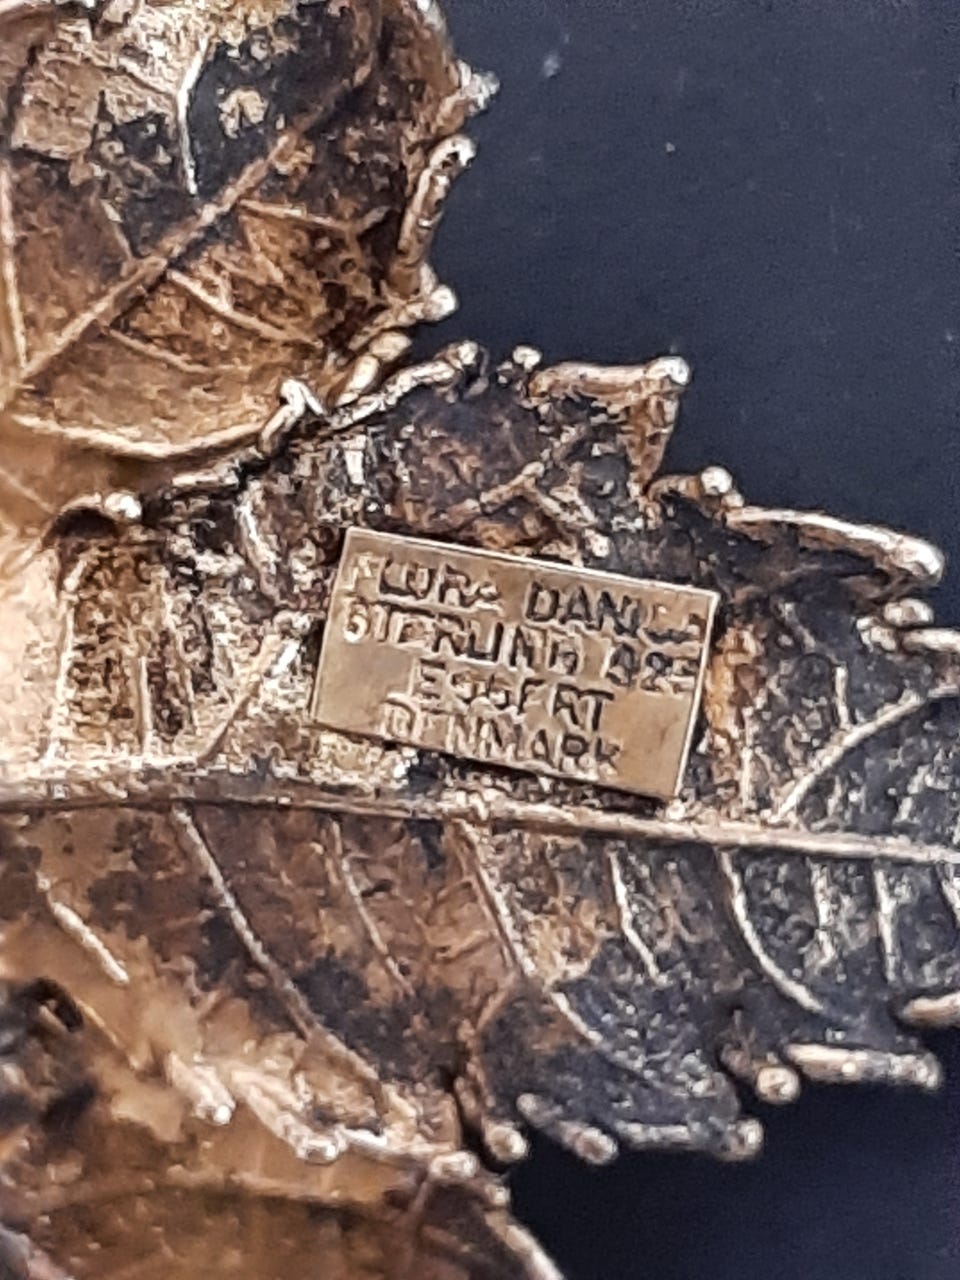 FLORA DANICA
STERLING 925
EGGERT
DENMARK